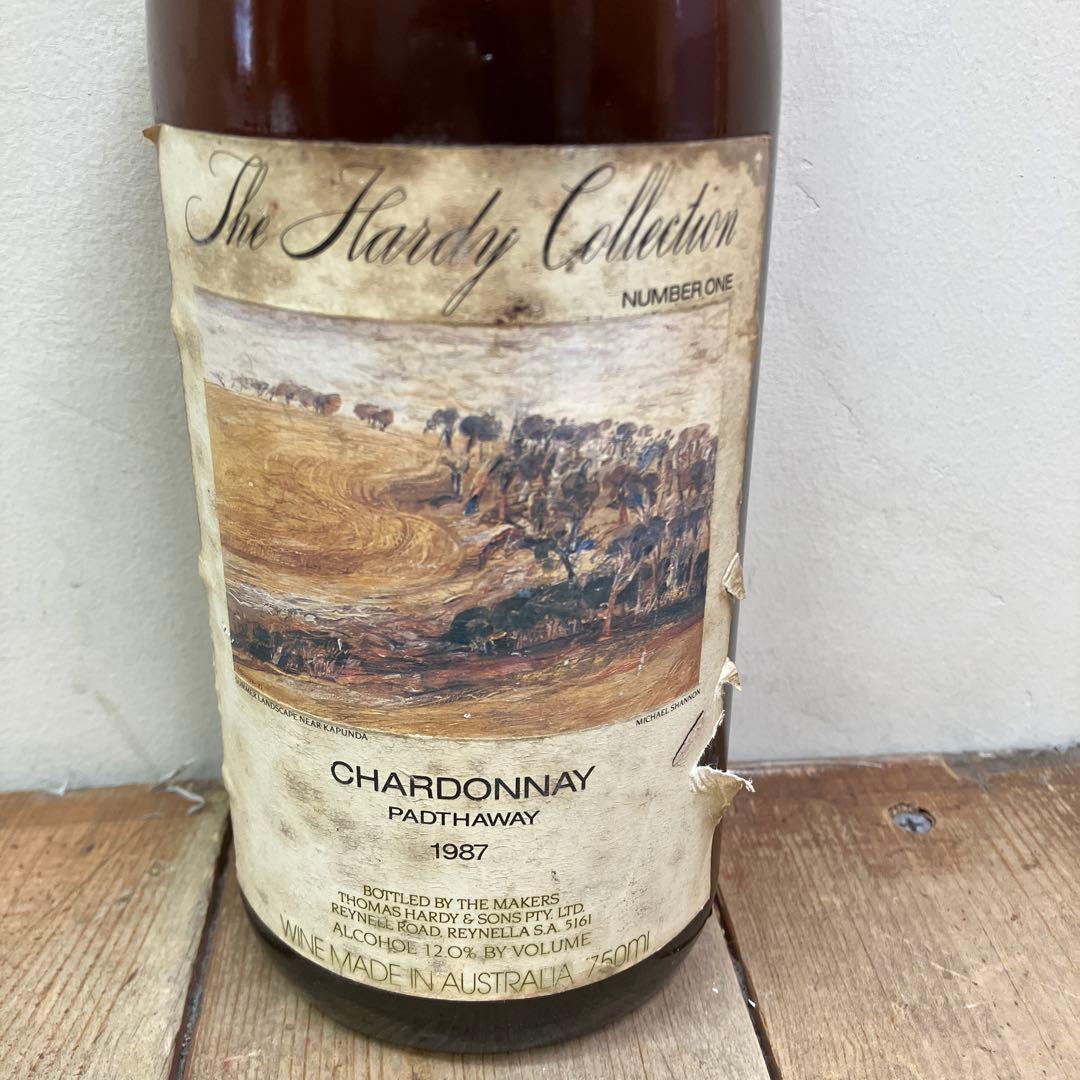 The Hardy Collection
NUMBER ONE
SUMMER LANDSCAPE NEAR KAPUNDA
MICHAEL SHANNON
CHARDONNAY
PADTHAWAY
1987
BOTTLED BY THE MAKERS
THOMAS HARDY & SONS PTY. LTD.
REYNELL ROAD, REYNELLA S.A. 5161
ALCOHOL 12.0% BY VOLUME
WINE MADE IN AUSTRALIA 750ml